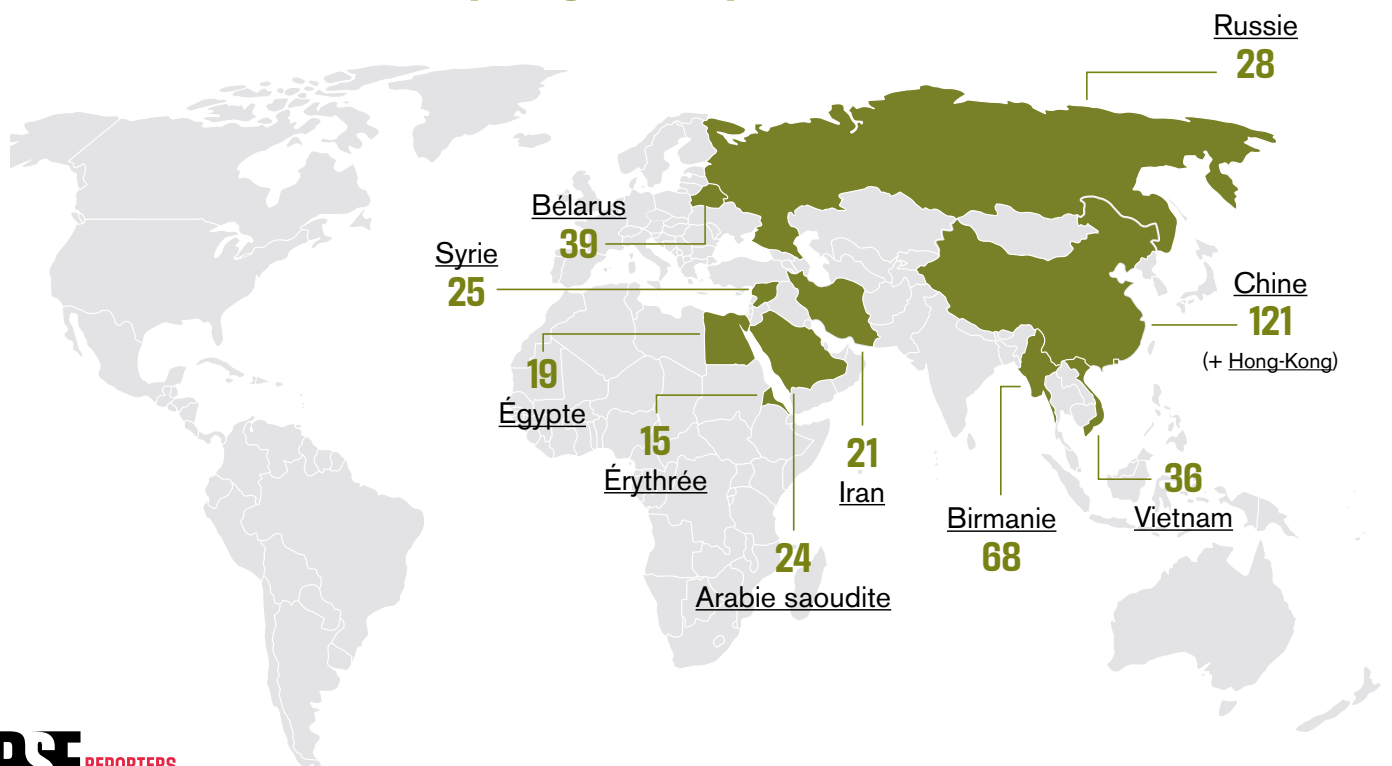 Russie
28
Bélarus
39
Syrie
25
Chine
121
(+ Hong-Kong)
19
Égypte
15
Érythrée
21
Iran
36
Vietnam
Birmanie
68
24
Arabie saoudite
RSF REPORTERS